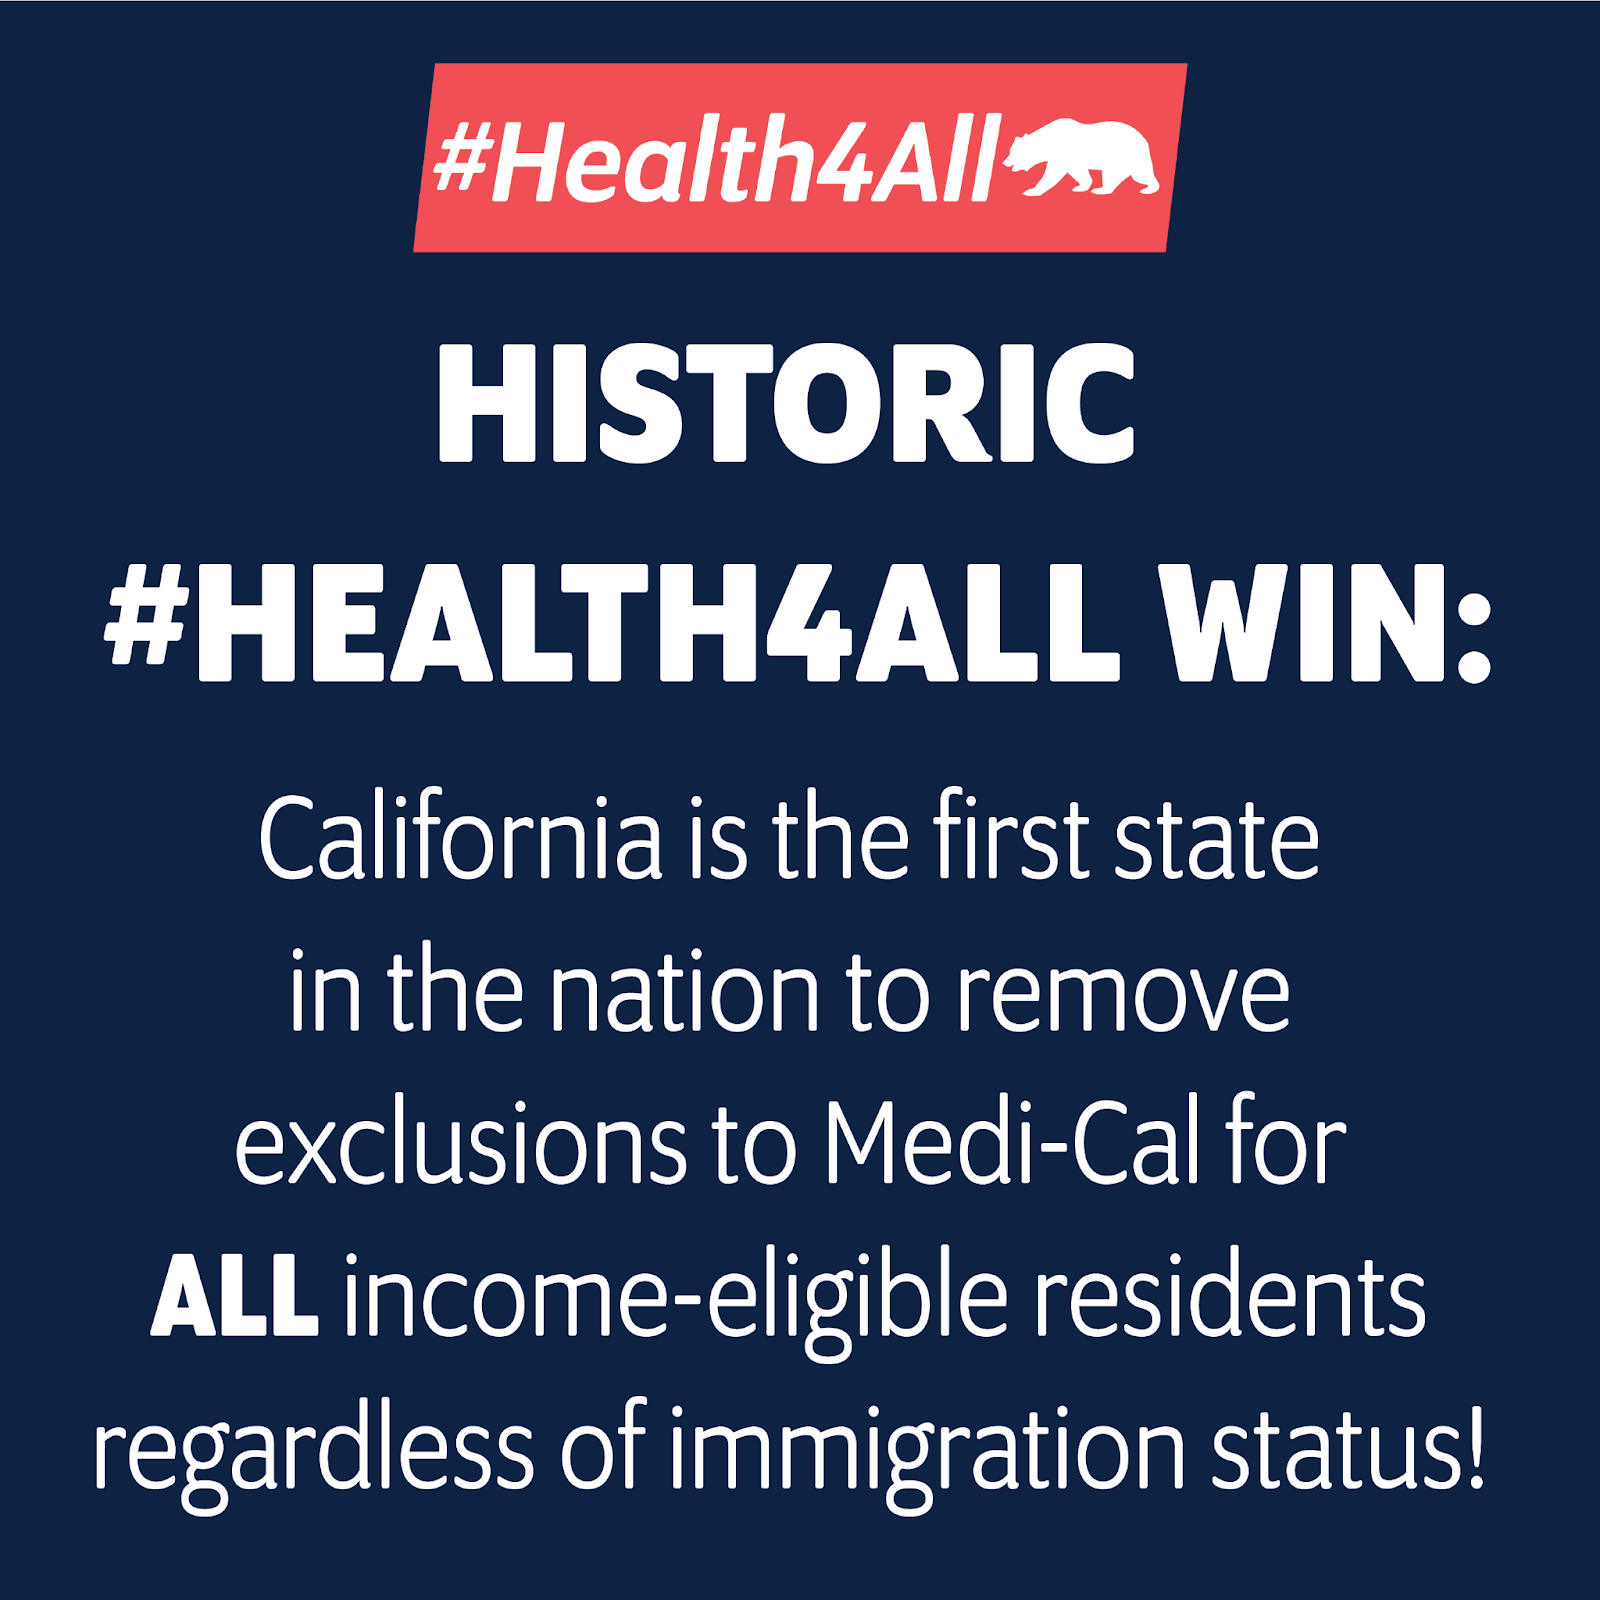 #Health4All
HISTORIC
#HEALTH4ALL WIN:
California is the first state
in the nation to remove
exclusions to Medi-Cal for
ALL income-eligible residents
regardless of immigration status!